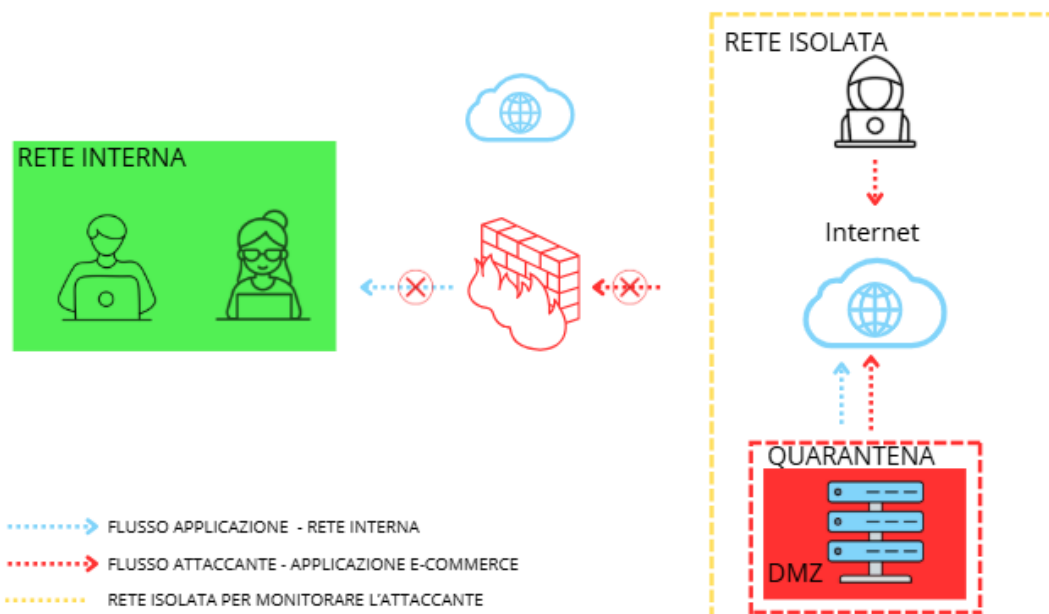 RETE ISOLATA
RETE INTERNA
Internet
QUARANTENA
DMZ
FLUSSO APPLICAZIONE - RETE INTERNA
FLUSSO ATTACCANTE - APPLICAZIONE E-COMMERCE
RETE ISOLATA PER MONITORARE L'ATTACCANTE